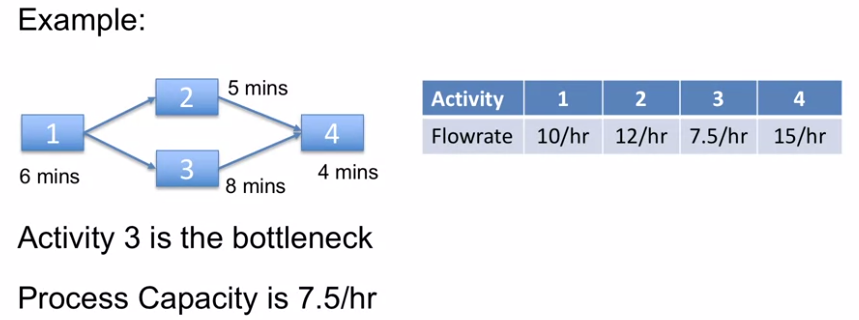 Example:
2
5 mins
1
4
3
6 mins
8 mins
4 mins
Activity 1 2 3 4
Flowrate 10/hr 12/hr 7.5/hr 15/hr
Activity 3 is the bottleneck
Process Capacity is 7.5/hr